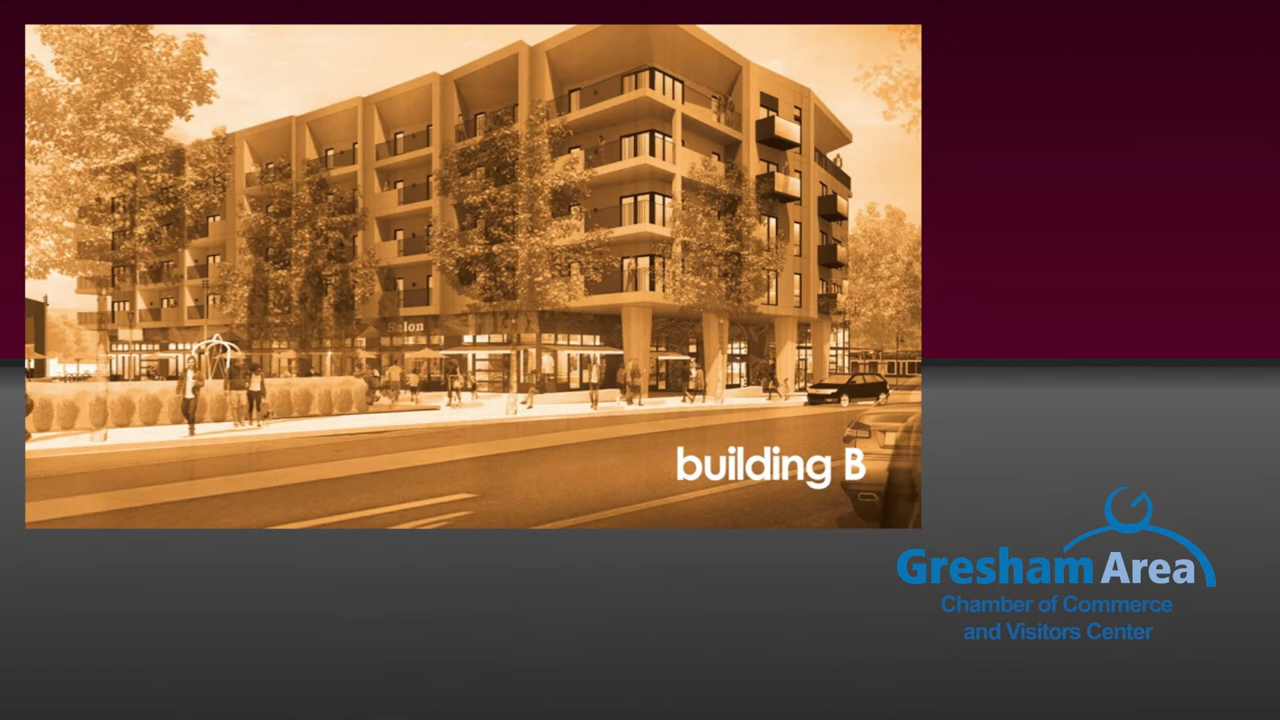 Salon
building B
Gresham Area
Chamber of Commerce
and Visitors Center